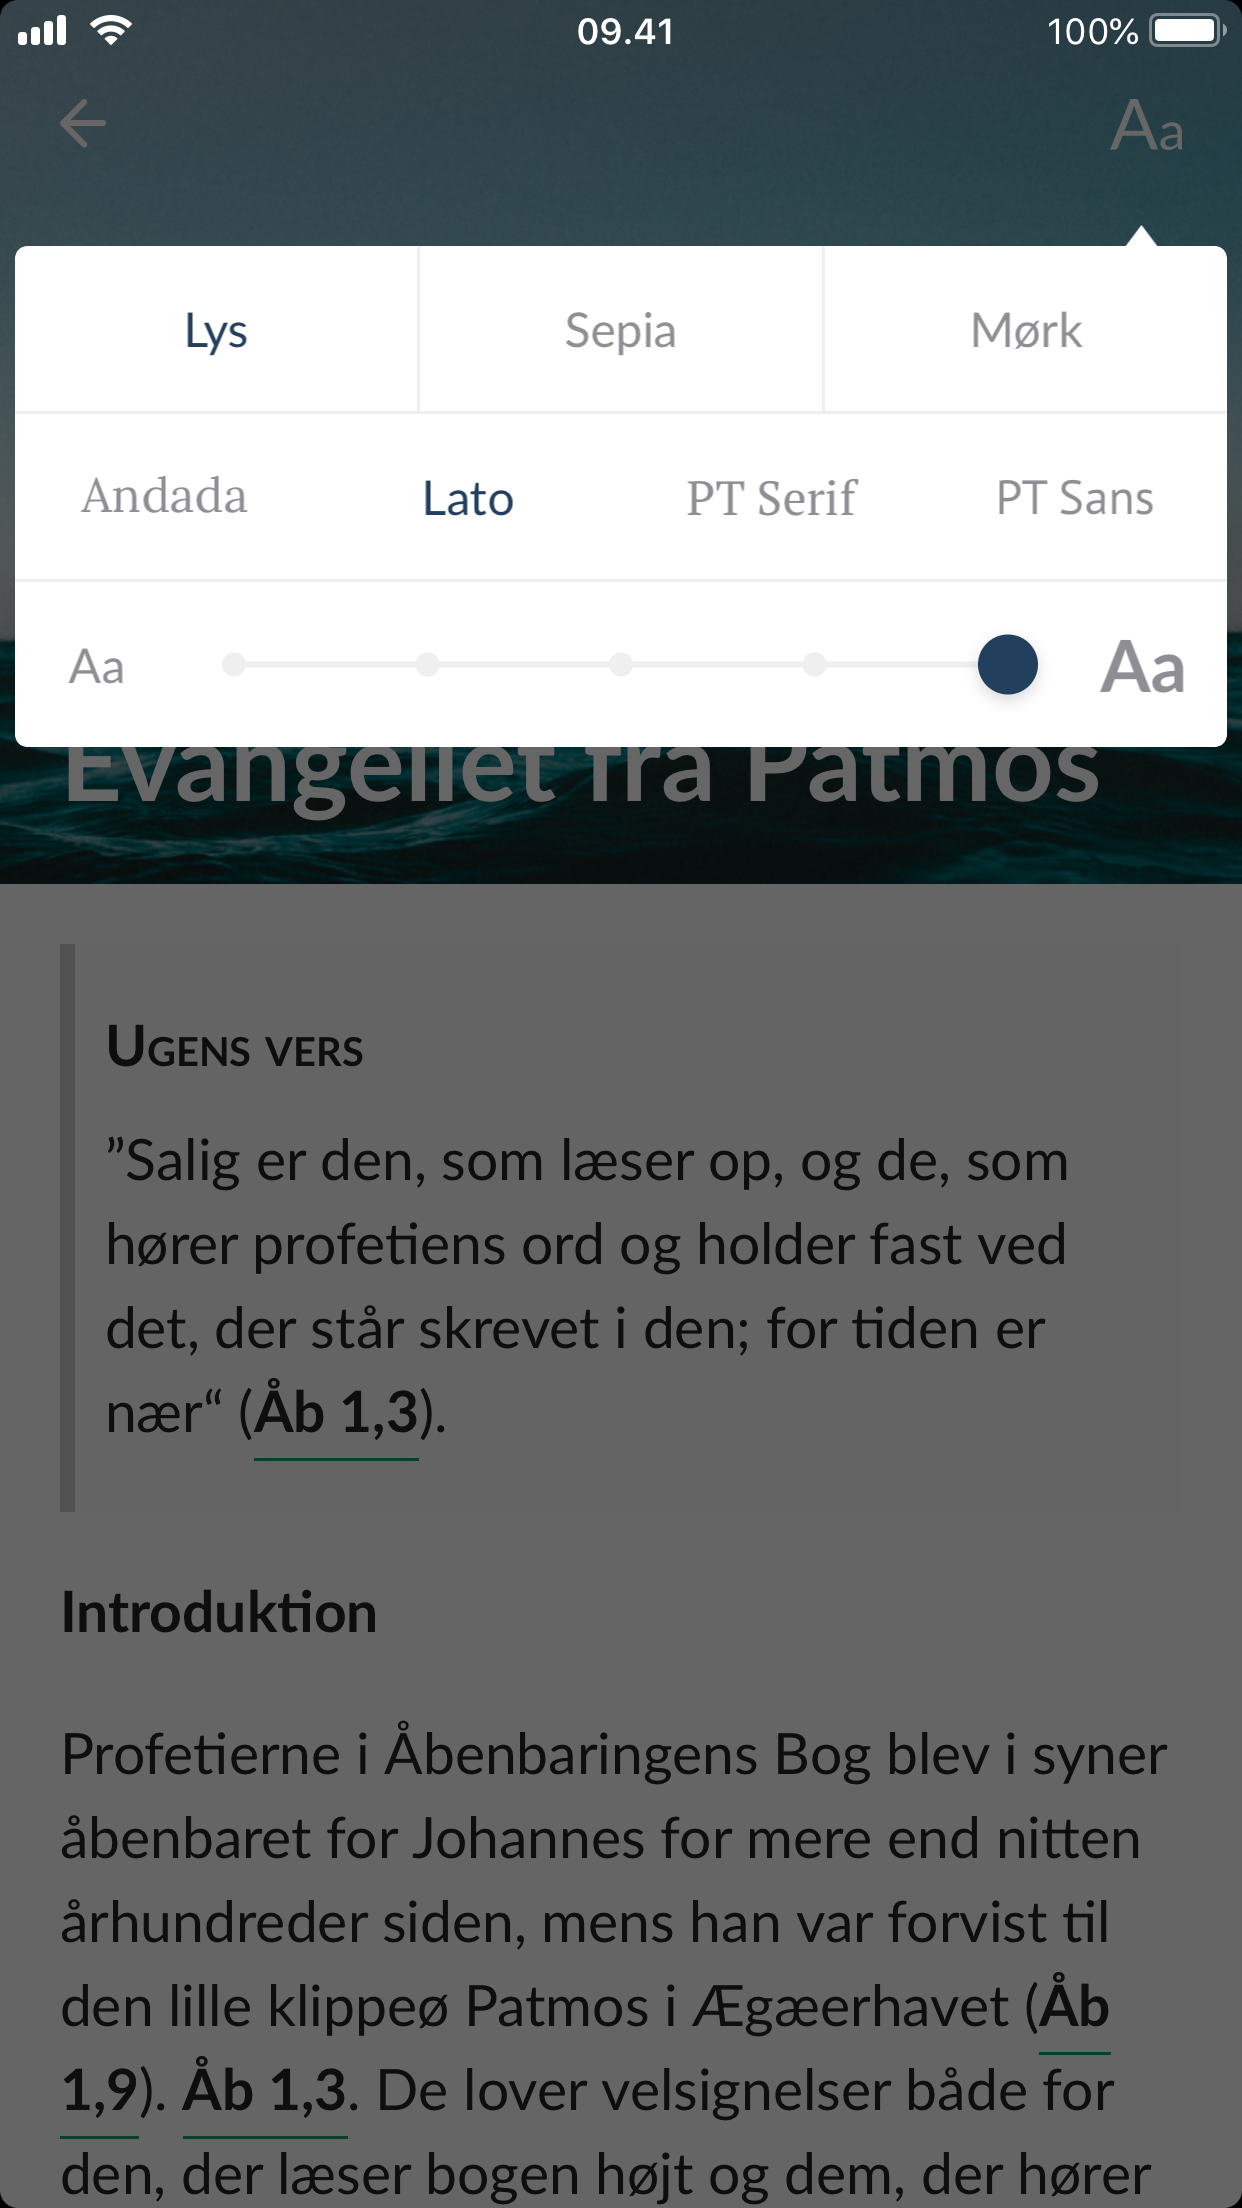 09.41
100%
Aa
Lys Sepia Mørk
Andada Lato PT Serif PT Sans
Aa Aa
Evangeliet fra Patmos
Ugens vers
”Salig er den, som læser op, og de, som
hører profetiens ord og holder fast ved
det, der står skrevet i den; for tiden er
nær“ (Åb 1,3).
Introduktion
Profetierne i Åbenbaringens Bog blev i syner
åbenbaret for Johannes for mere end nitten
århundreder siden, mens han var forvist til
den lille klippeø Patmos i Ægæerhavet (Åb
1,9). Åb 1,3. De lover velsignelser både for
den, der læser bogen højt og dem, der hører